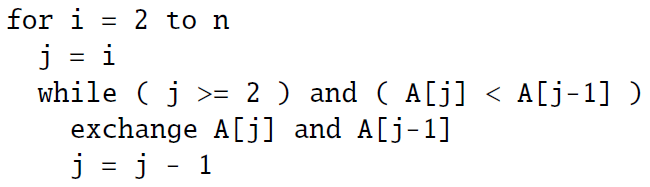 for i = 2 to n
  j = i
  while ( j >= 2 ) and ( A[j] < A[j-1] )
    exchange A[j] and A[j-1]
    j = j - 1